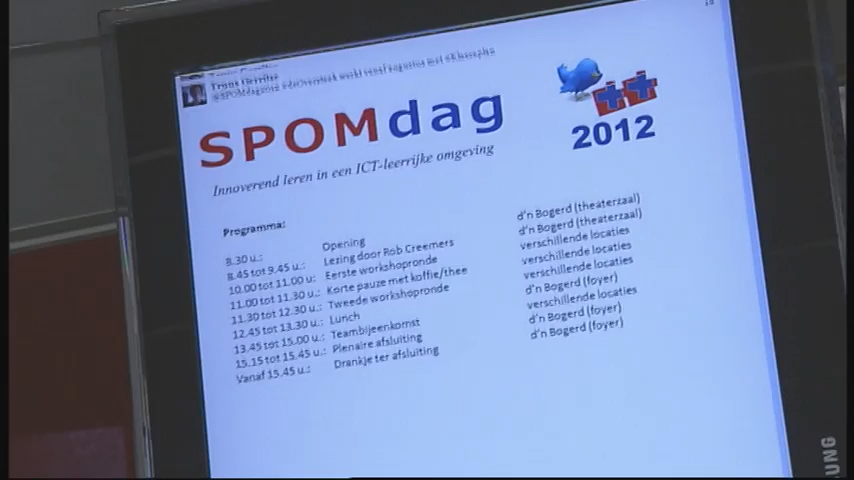 SPOMdag
2012
Innoverend leren in een ICT-leerrijke omgeving
Programma:
8.30 u.: Opening d'n Bogerd (theaterzaal)
8.45 tot 9.45 u.: Lezing door Rob Creemers d'n Bogerd (theaterzaal)
10.00 tot 11.00 u: Eerste workshopronde verschillende locaties
11.00 tot 11.30 u.: Korte pauze met koffie/thee verschillende locaties
11.30 tot 12.30 u.: Tweede workshopronde verschillende locaties
12.45 tot 13.30 u.: Lunch d'n Bogerd (foyer)
13.45 tot 15.00 u.: Teambijeenkomst verschillende locaties
15.15 tot 15.45 u.: Plenaire afsluiting d'n Bogerd (foyer)
Vanaf 15.45 u.: Drankje ter afsluiting d'n Bogerd (foyer)
UNG